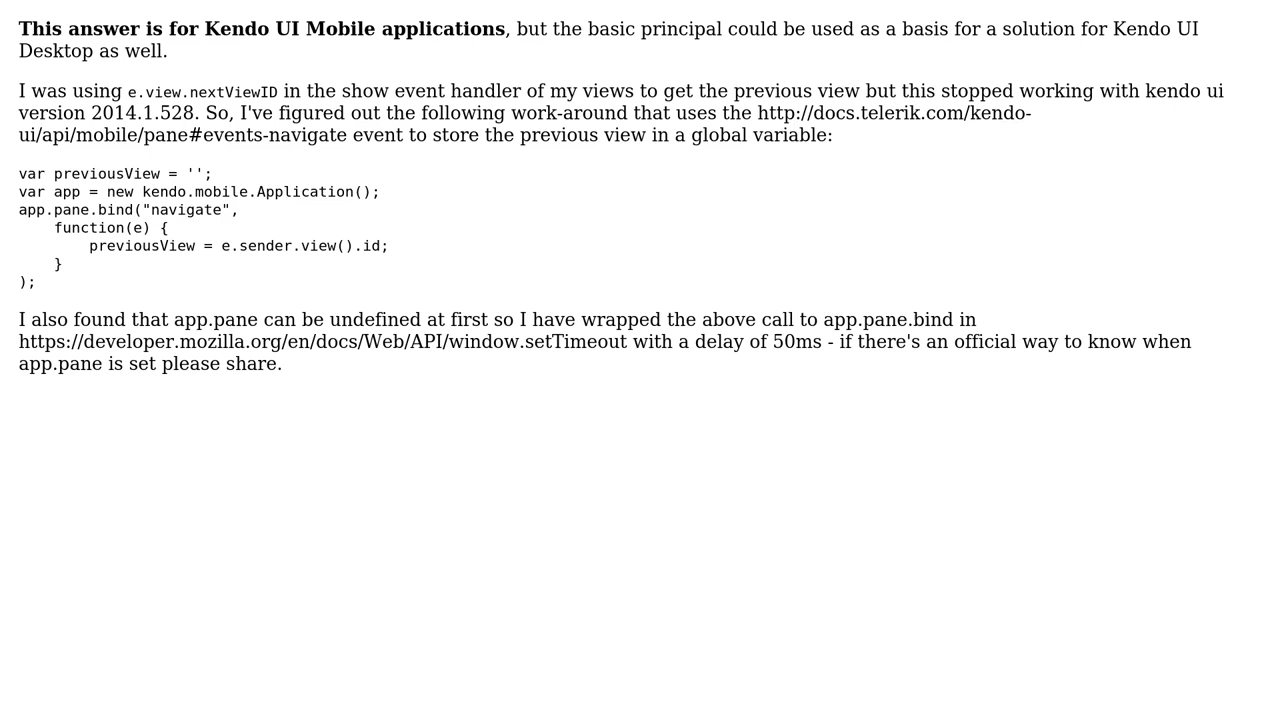 This answer is for Kendo UI Mobile applications, but the basic principal could be used as a basis for a solution for Kendo UI
Desktop as well.
I was using e.view.nextViewID in the show event handler of my views to get the previous view but this stopped working with kendo ui
version 2014.1.528. So, I've figured out the following work-around that uses the http://docs.telerik.com/kendo-
ui/api/mobile/pane#events-navigate event to store the previous view in a global variable:
var previousView = '';
var app = new kendo.mobile.Application();
app.pane.bind("navigate",
    function(e) {
        previousView = e.sender.view().id;
    }
);
I also found that app.pane can be undefined at first so I have wrapped the above call to app.pane.bind in
https://developer.mozilla.org/en/docs/Web/API/window.setTimeout with a delay of 50ms - if there's an official way to know when
app.pane is set please share.